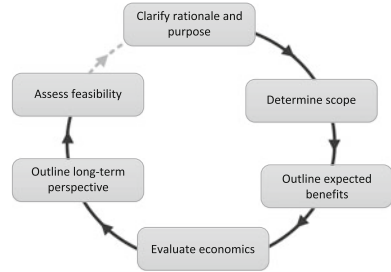 Clarify rationale and
purpose
Determine scope
Outline expected
benefits
Evaluate economics
Outline long-term
perspective
Assess feasibility